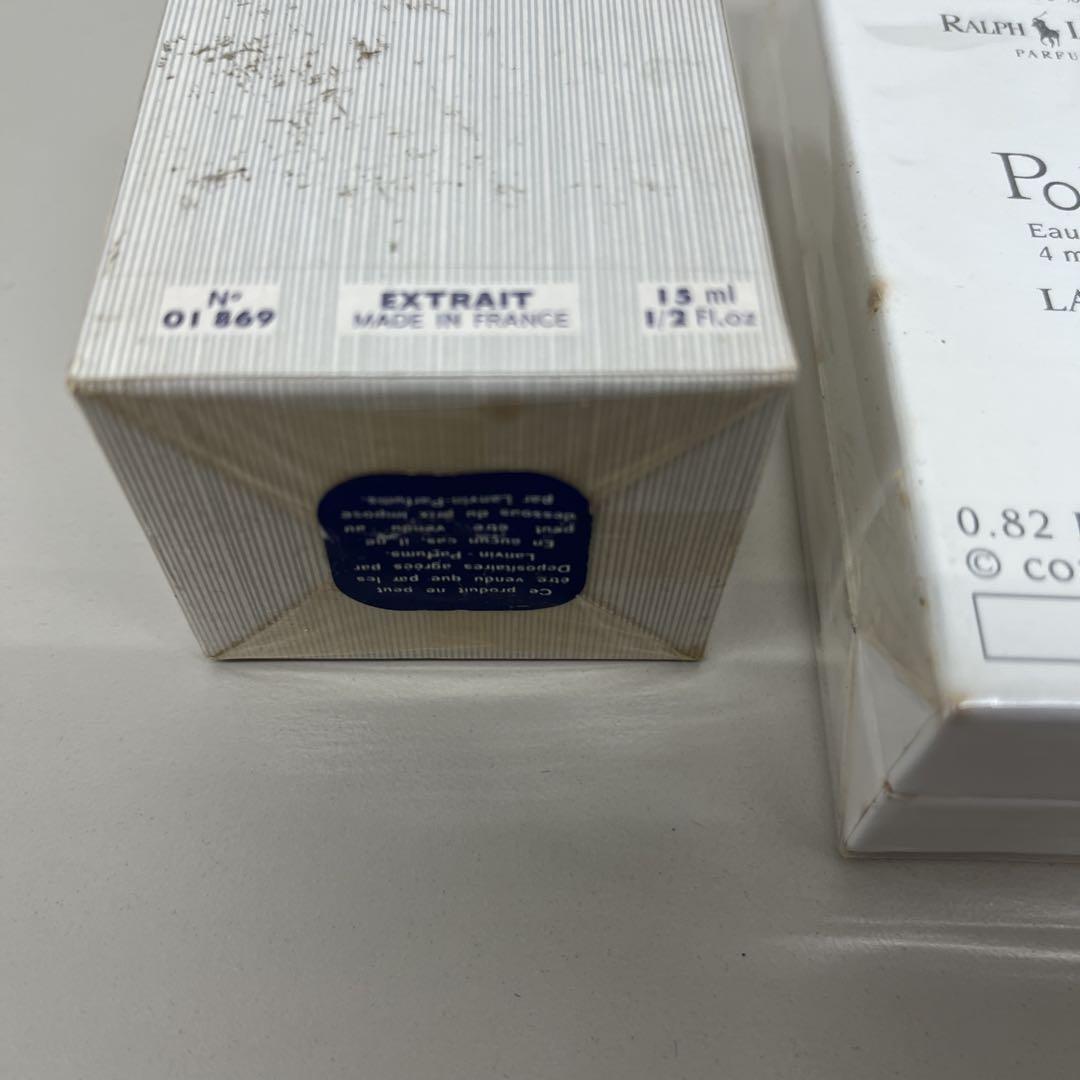 Nº
01 869
EXTRAIT
MADE IN FRANCE
15 ml
1/2 Fl.oz
Ce produit ne peut
être vendu que par les
Dépositaires agréées par
Lanvin - Parfums.
En aucun cas, il ne
peut être vendu au
dessous du prix imposé
par Lanvin-Parfums.
RALPH
PARFU
Po
Eau
4 m
LA
0.82
© co